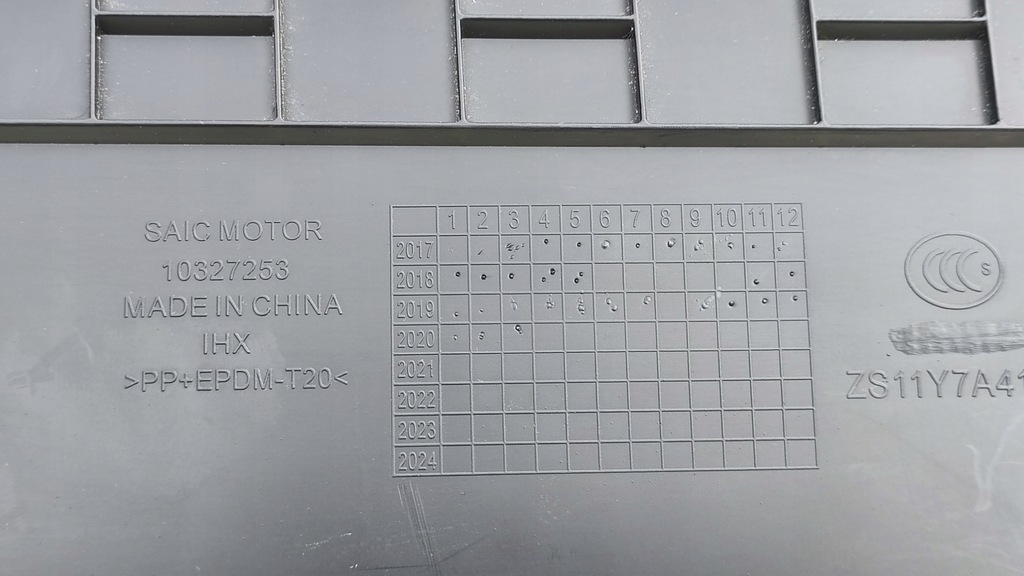 SAIC MOTOR
10327253
MADE IN CHINA
IHX
>PP+EPDM-T20<
1 2 3 4 5 6 7 8 9 10 11 12
2017
2018
2019
2020
2021
2022
2023
2024
CCC S
ZS11Y7A41